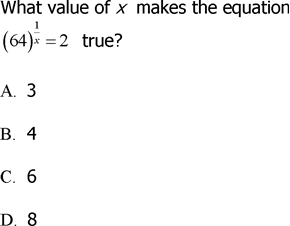 What value of x makes the equation
(64)^(1/x) = 2 true?
A. 3
B. 4
C. 6
D. 8